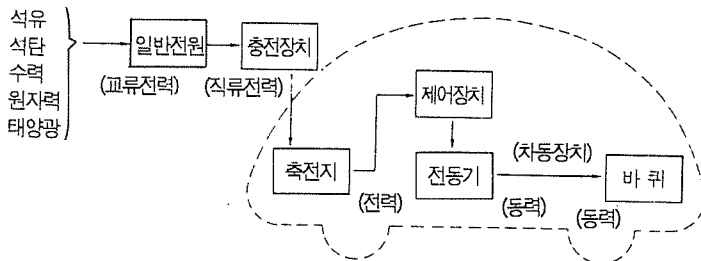 석유
석탄
수력
원자력
태양광
일반전원
충전장치
(교류전력)
(직류전력)
제어장치
축전지
(전력)
전동기
(차동장치)
(동력)
바 퀴
(동력)